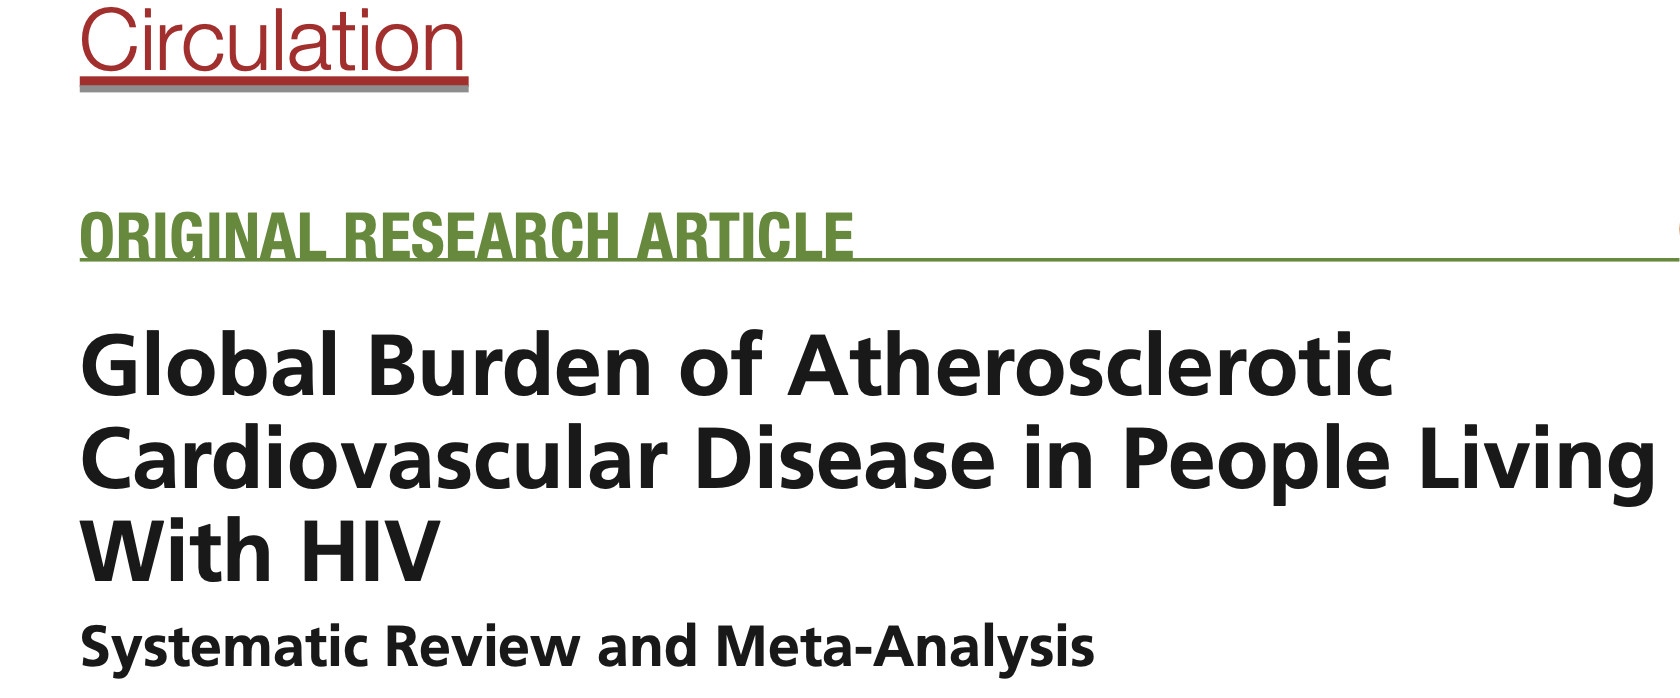 Circulation
ORIGINAL RESEARCH ARTICLE
Global Burden of Atherosclerotic
Cardiovascular Disease in People Living
With HIV
Systematic Review and Meta-Analysis